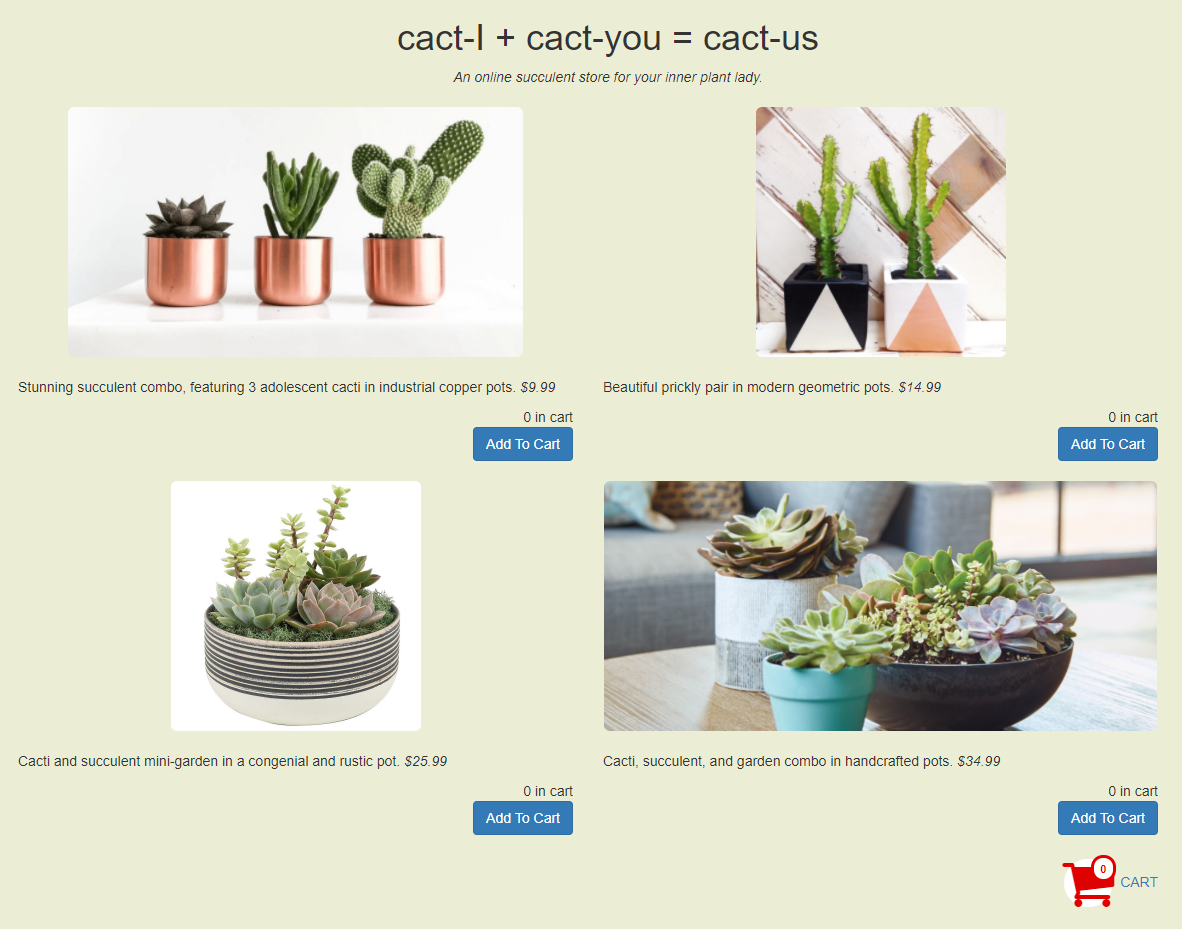 cact-I + cact-you = cact-us
An online succulent store for your inner plant lady.
Stunning succulent combo, featuring 3 adolescent cacti in industrial copper pots. $9.99
0 in cart
Add To Cart
Beautiful prickly pair in modern geometric pots. $14.99
0 in cart
Add To Cart
Cacti and succulent mini-garden in a congenial and rustic pot. $25.99
0 in cart
Add To Cart
Cacti, succulent, and garden combo in handcrafted pots. $34.99
0 in cart
Add To Cart
0
CART